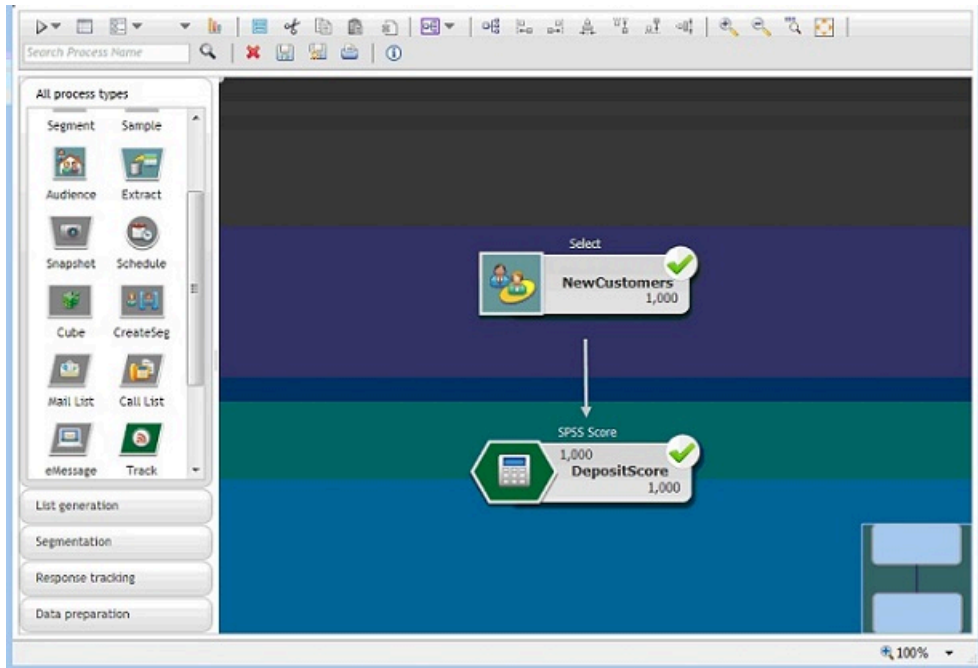 Search Process Name
All process types
Segment Sample
Audience Extract
Snapshot Schedule
Cube CreateSeg
Mail List Call List
eMessage Track
List generation
Segmentation
Response tracking
Data preparation
Select
NewCustomers
1,000
SPSS Score
1,000
DepositScore
1,000
100%